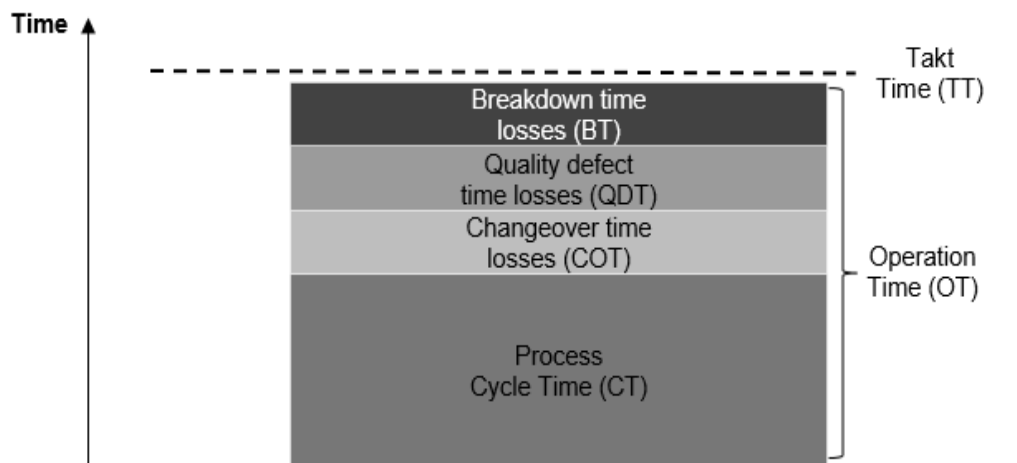 Time
Takt
Time (TT)
Breakdown time
losses (BT)
Quality defect
time losses (QDT)
Changeover time
losses (COT)
Operation
Time (OT)
Process
Cycle Time (CT)